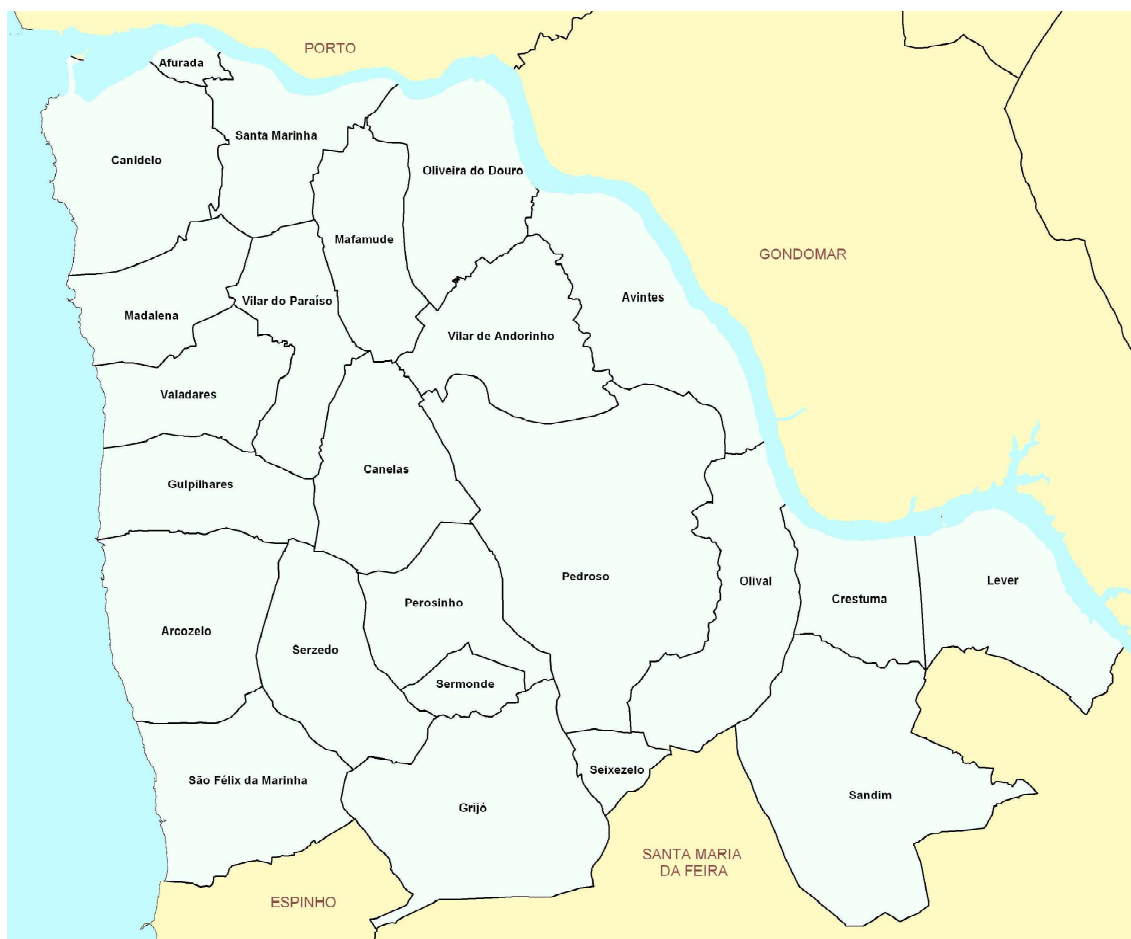 PORTO
Afurada
Santa Marinha
Canidelo
Oliveira do Douro
Mafamude
GONDOMAR
Avintes
Vilar do Paraíso
Madalena
Vilar de Andorinho
Valadares
Canelas
Gulpilhares
Pedroso
Olival
Lever
Crestuma
Perosinho
Arcozelo
Serzedo
Sermonde
Seixezelo
São Félix da Marinha
Sandim
Grijó
SANTA MARIA
DA FEIRA
ESPINHO